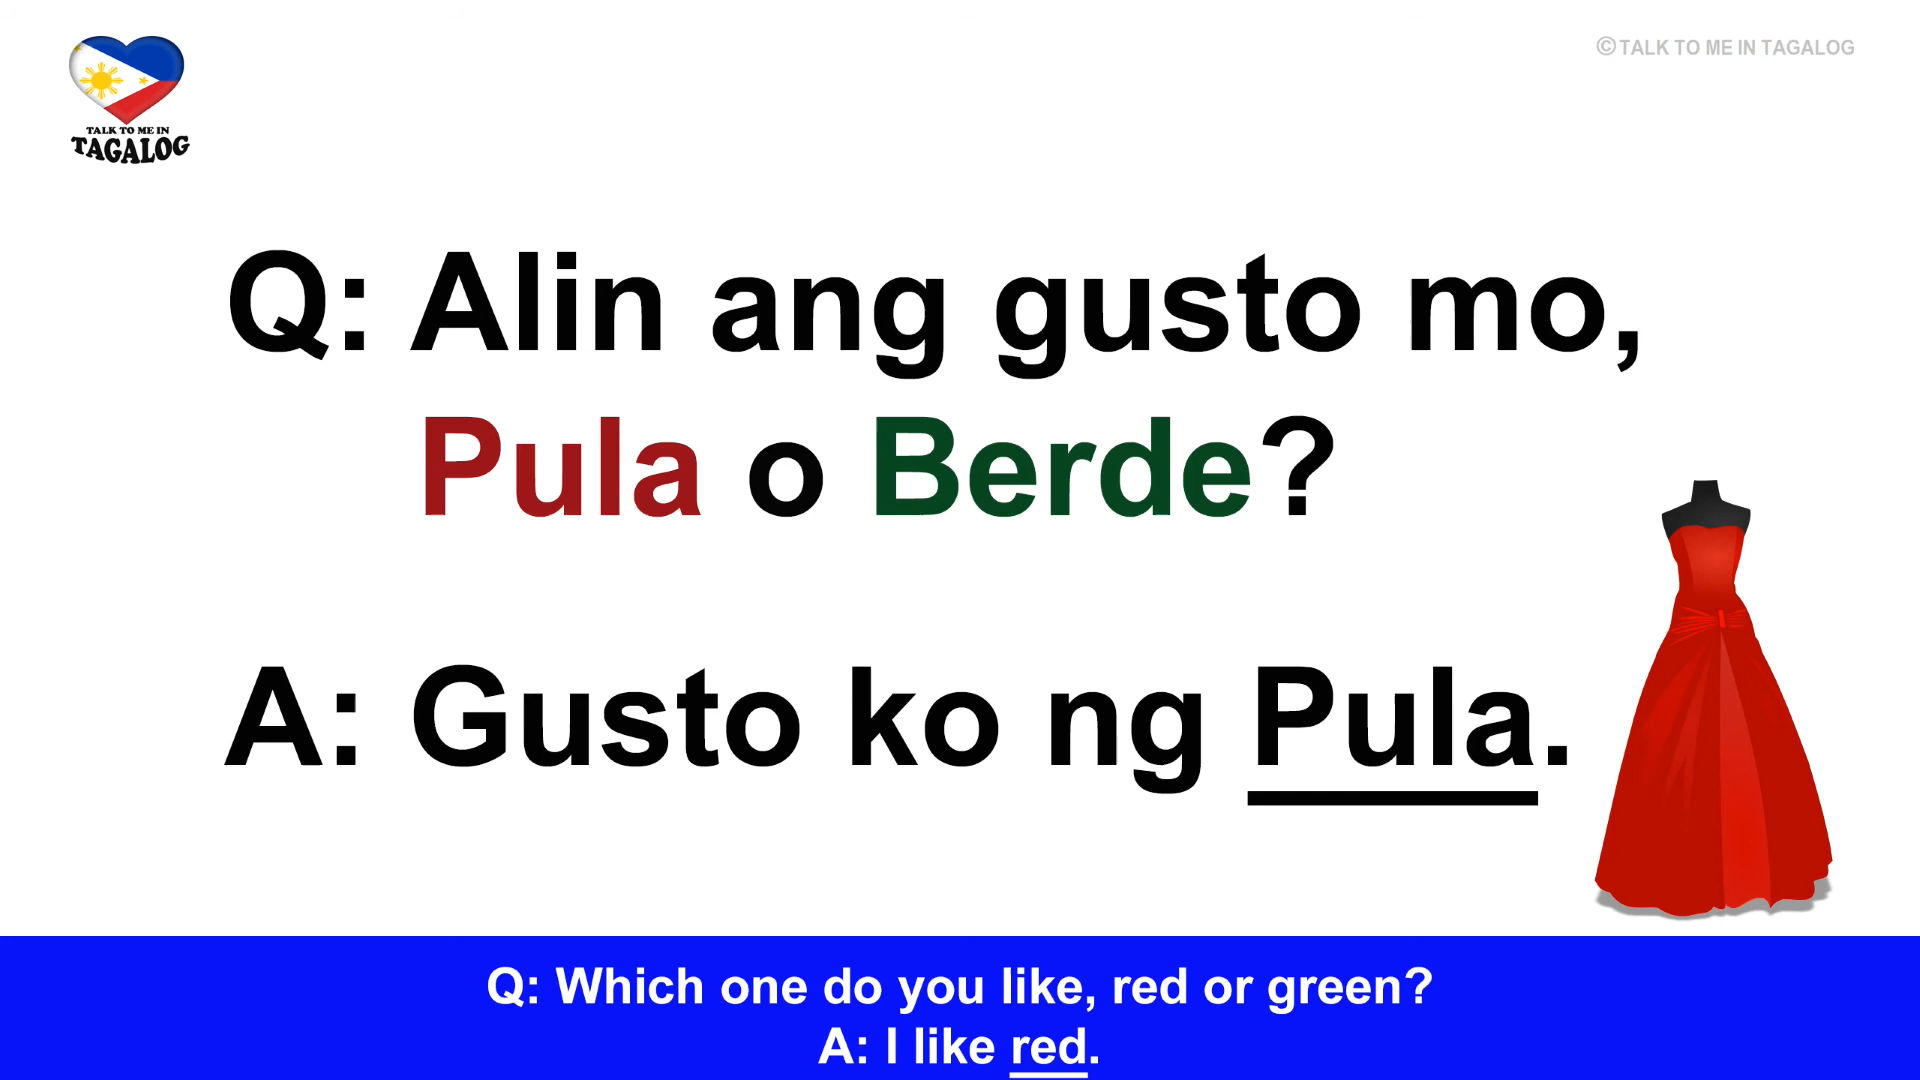 TALK TO ME IN
TAGALOG
©TALK TO ME IN TAGALOG
Q: Alin ang gusto mo,
Pula o Berde?
A: Gusto ko ng Pula.
Q: Which one do you like, red or green?
A: I like red.